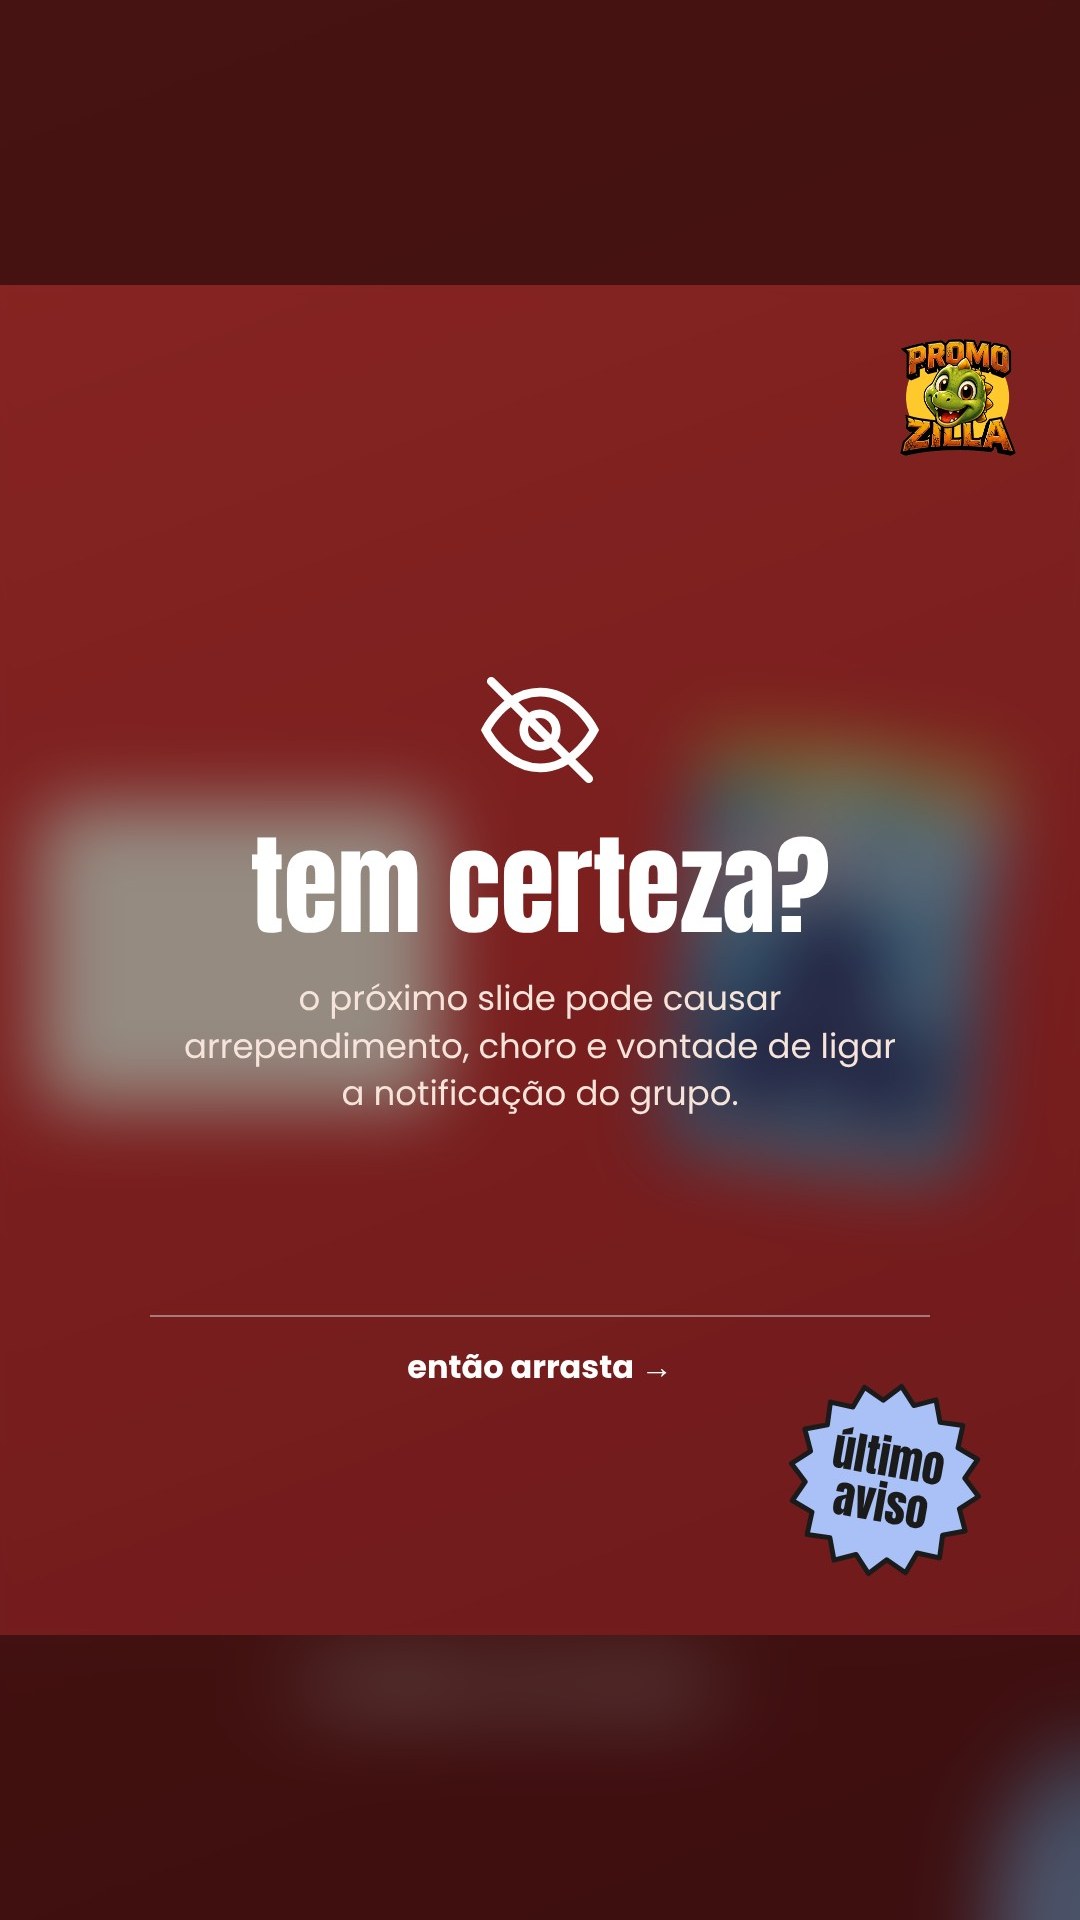 PROMO
ZILLA
tem certeza?
o próximo slide pode causar
arrependimento, choro e vontade de ligar
a notificação do grupo.
então arrasta →
último
aviso